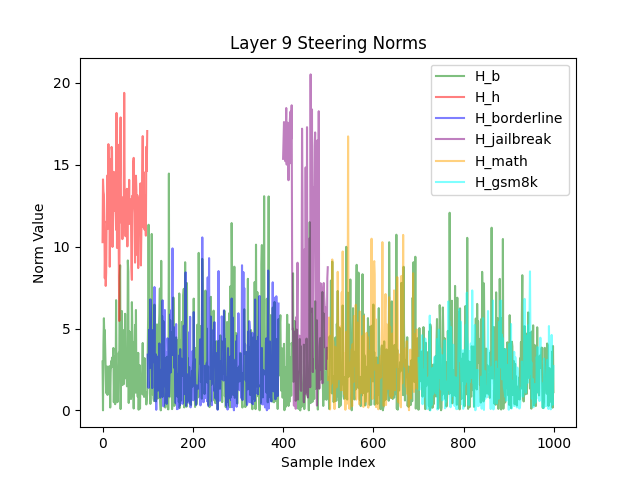 Layer 9 Steering Norms
Norm Value
20
15
10
5
0
H_b
H_h
H_borderline
H_jailbreak
H_math
H_gsm8k
0
200
400
600
800
1000
Sample Index